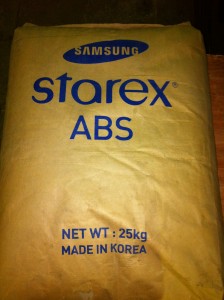 SAMSUNG
starex®
ABS
NET WT : 25kg
MADE IN KOREA